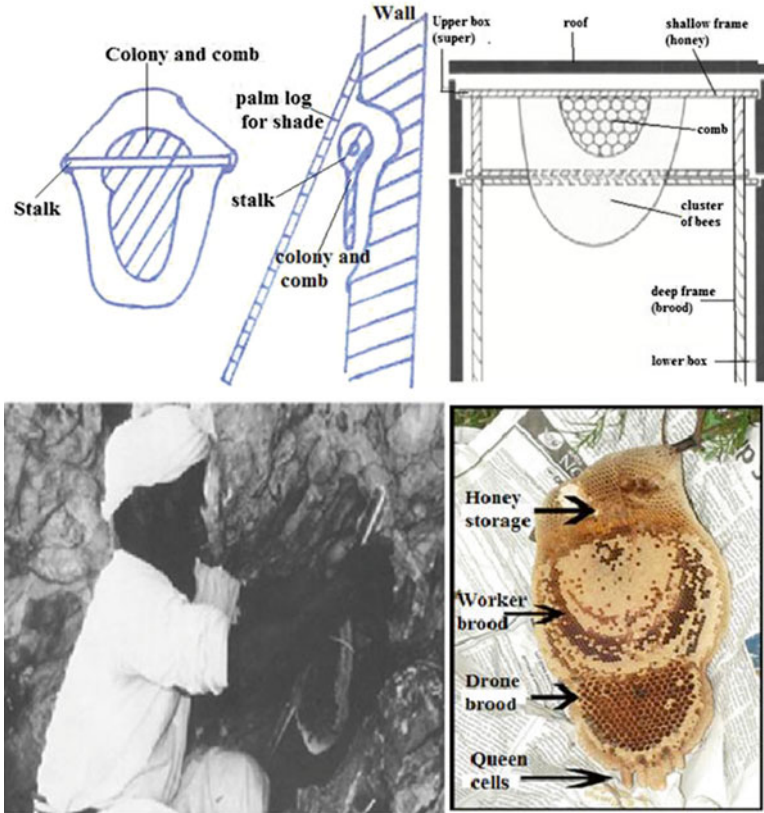 Colony and comb
Stalk
Wall
palm log
for shade
stalk
colony and
comb
Upper box
(super)
roof
shallow frame
(honey)
comb
cluster
of bees
deep frame
(brood)
lower box
Honey
storage
Worker
brood
Drone
brood
Queen
cells